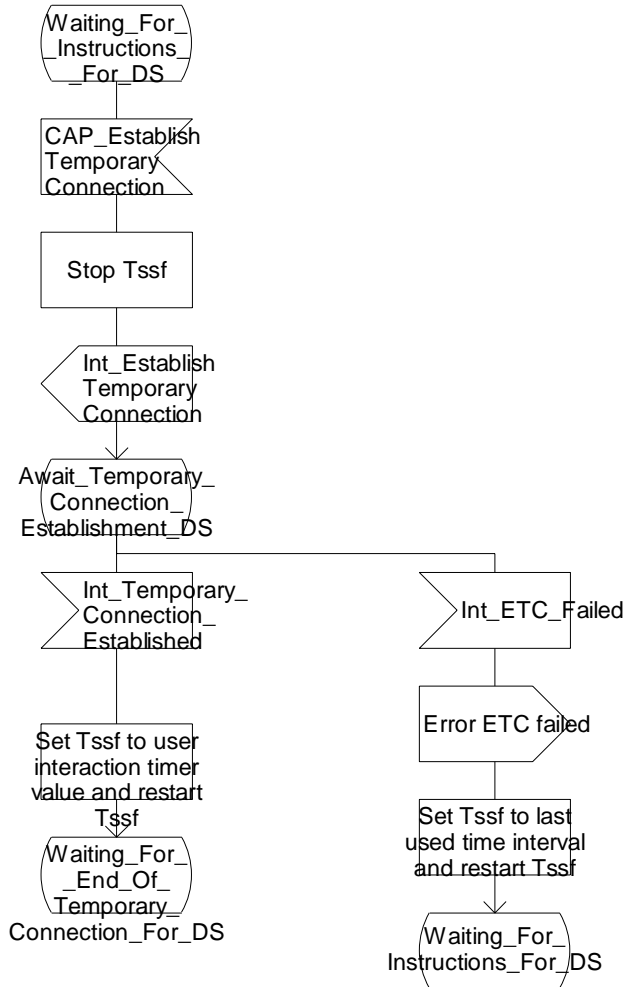 Waiting_For_
_Instructions_
_For_DS
CAP_Establish
Temporary
Connection
Stop Tssf
Int_Establish
Temporary
Connection
Await_Temporary_
Connection_
Establishment_DS
Int_Temporary_
Connection_
Established
Int_ETC_Failed
Error ETC failed
Set Tssf to user
interaction timer
value and restart
Tssf
Set Tssf to last
used time interval
and restart Tssf
Waiting_For_
_End_Of_
Temporary_
Connection_For_DS
Waiting_For_
Instructions_For_DS